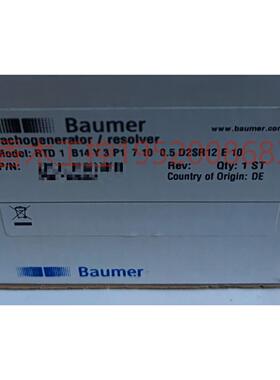 Baumer
www.baumer.com
achogenerator / resolver
Model: RTD 1 B14 Y 3 P1 7 10 0.5 D2SR12 E 10
P/N:
Rev:
Qty: 1 ST
Country of Origin: DE
Baumer